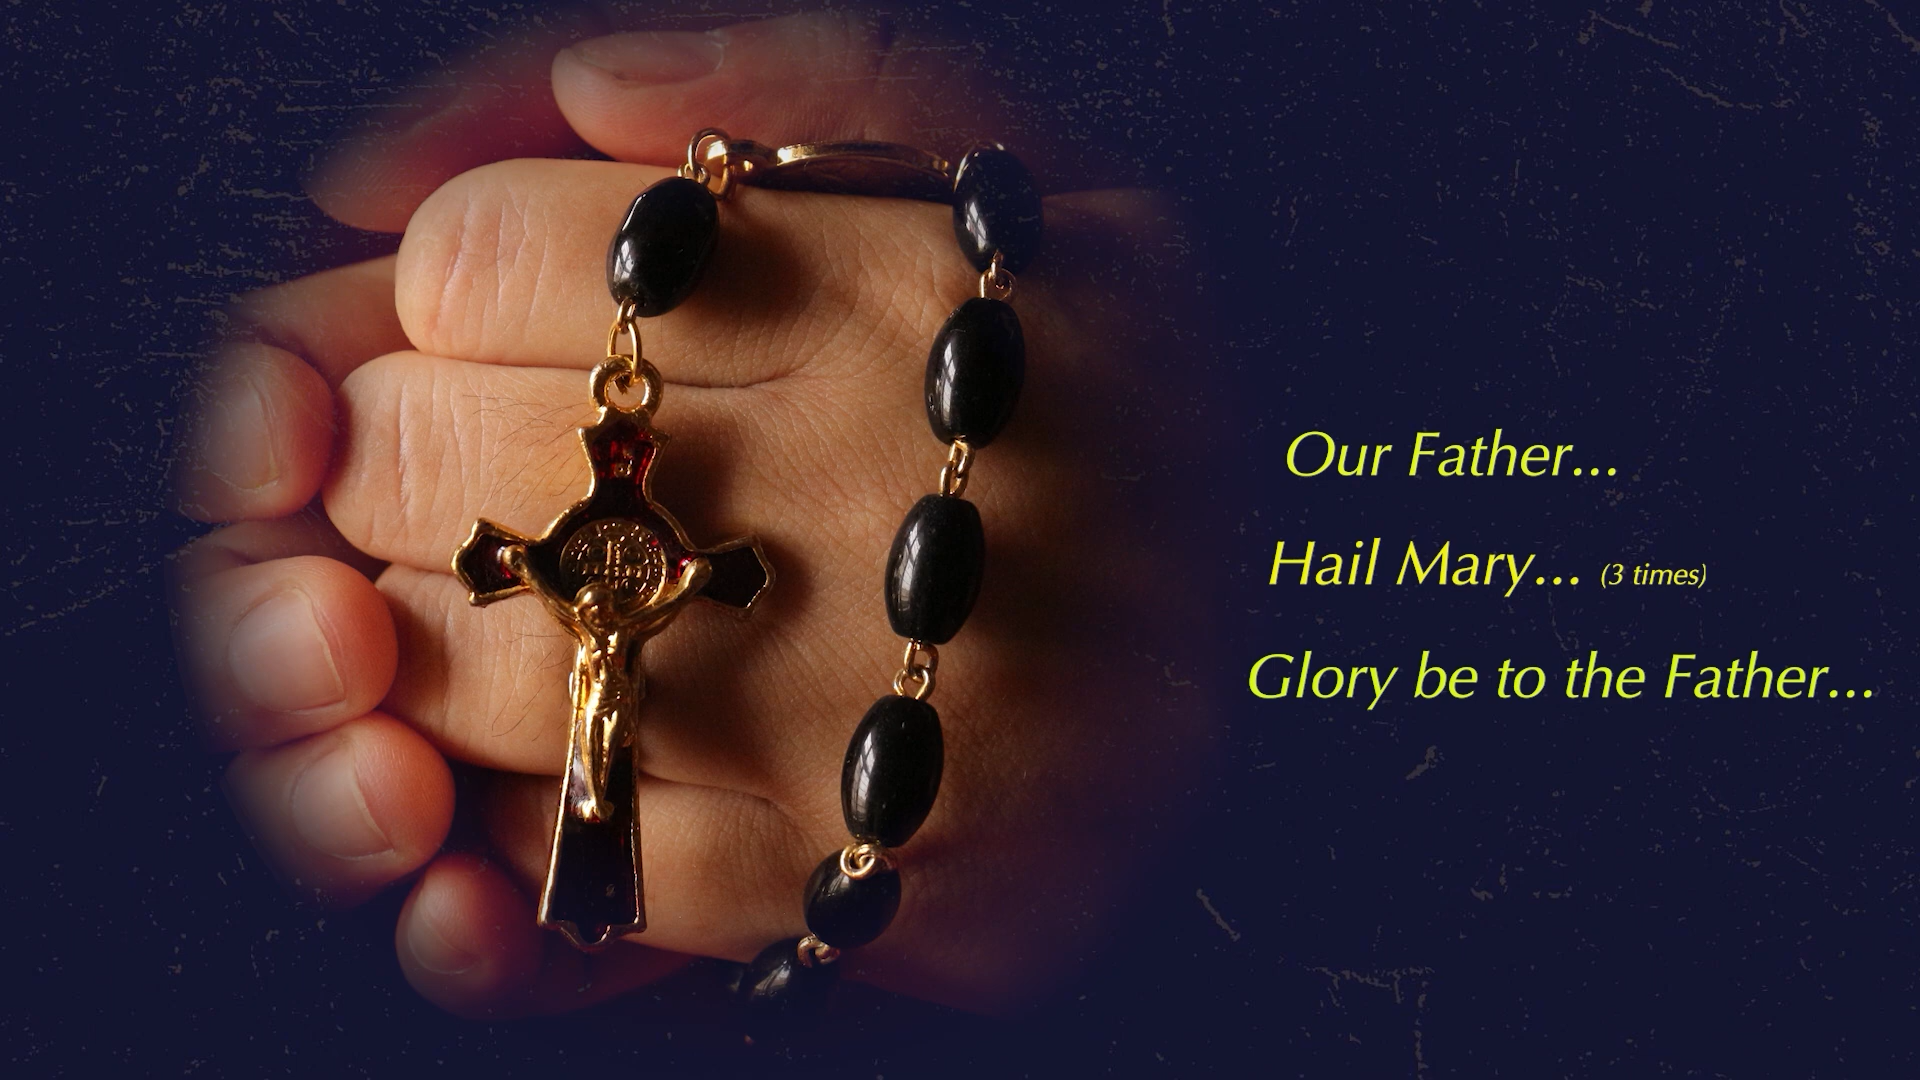 Our Father...
Hail Mary... (3 times)
Glory be to the Father...